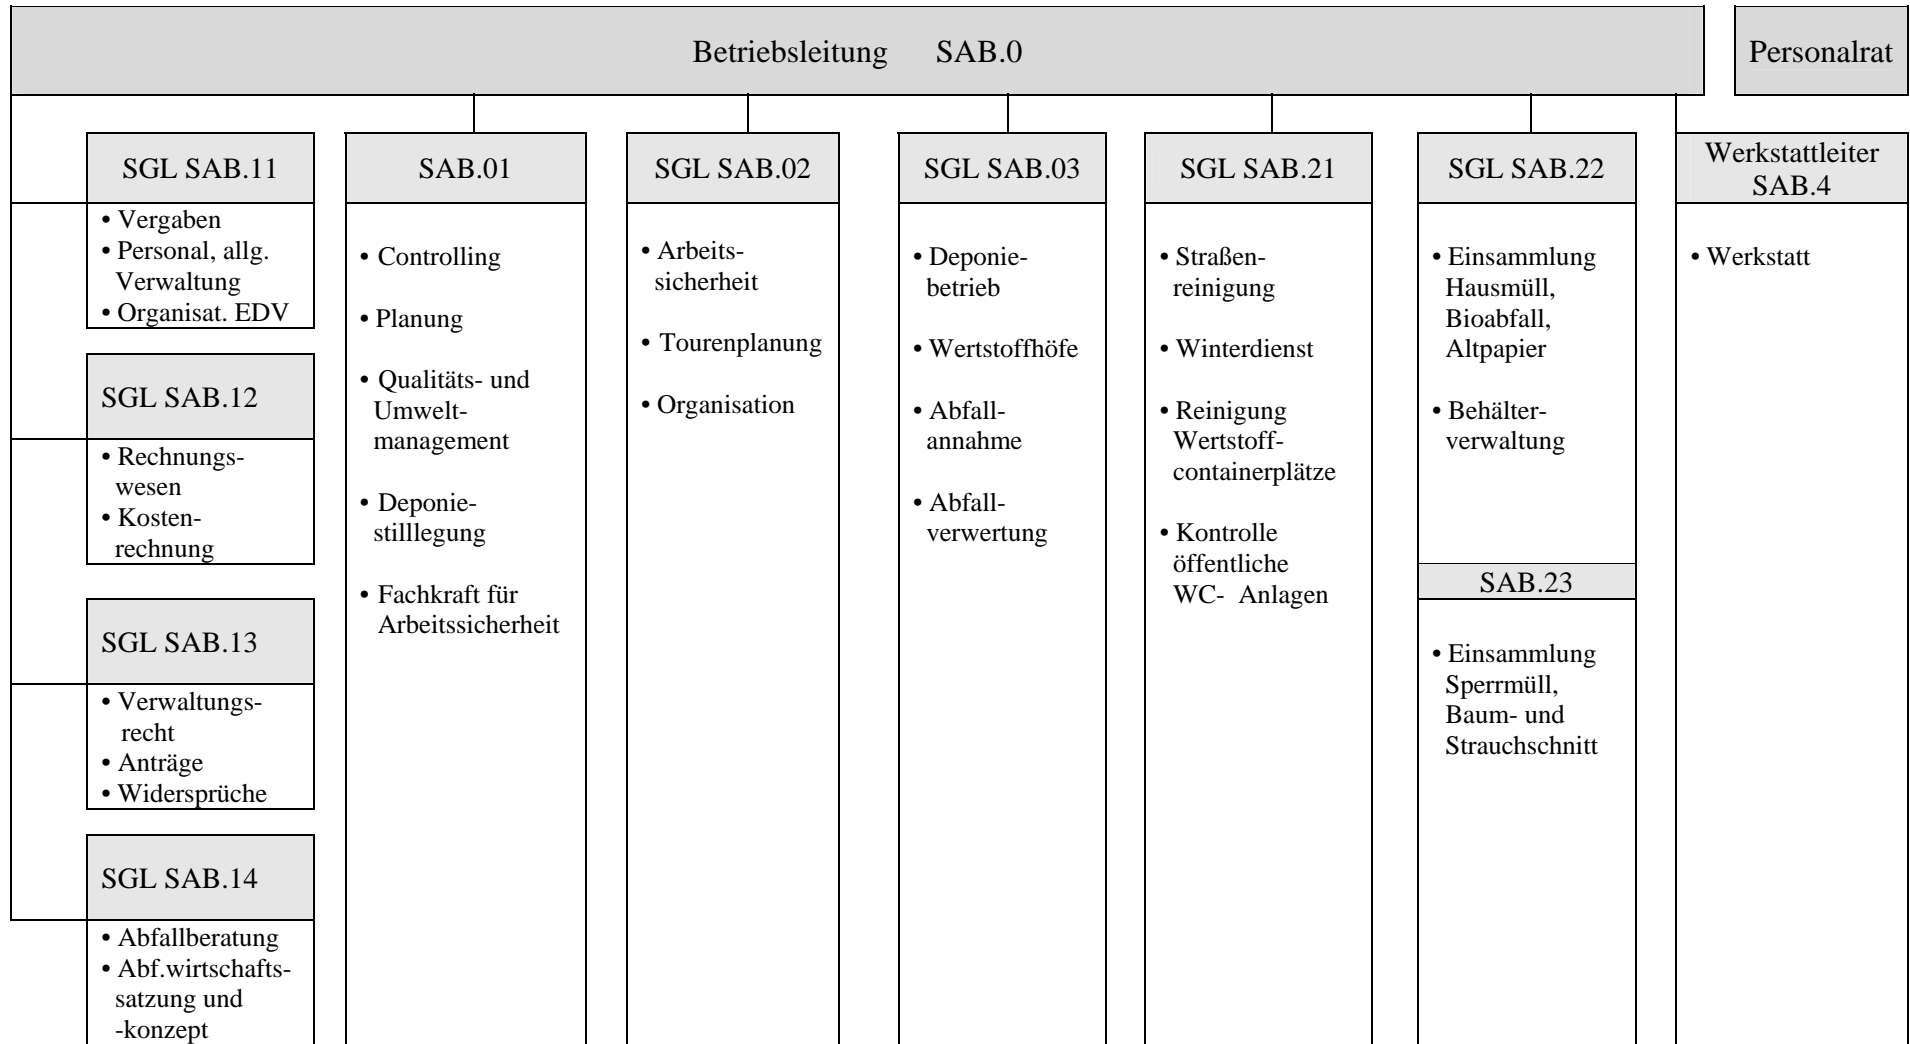 Betriebsleitung SAB.0
Personalrat
SGL SAB.11
• Vergaben
• Personal, allg.
Verwaltung
• Organisat. EDV
SGL SAB.12
• Rechnungs-
wesen
• Kosten-
rechnung
SGL SAB.13
• Verwaltungs-
recht
• Anträge
• Widersprüche
SGL SAB.14
• Abfallberatung
• Abf.wirtschafts-
satzung und
-konzept
SAB.01
• Controlling
• Planung
• Qualitäts- und
Umwelt-
management
• Deponie-
stilllegung
• Fachkraft für
Arbeitssicherheit
SGL SAB.02
• Arbeits-
sicherheit
• Tourenplanung
• Organisation
SGL SAB.03
• Deponie-
betrieb
• Wertstoffhöfe
• Abfall-
annahme
• Abfall-
verwertung
SGL SAB.21
• Straßen-
reinigung
• Winterdienst
• Reinigung
Wertstoff-
containerplätze
• Kontrolle
öffentliche
WC- Anlagen
SGL SAB.22
• Einsammlung
Hausmüll,
Bioabfall,
Altpapier
• Behälter-
verwaltung
SAB.23
• Einsammlung
Sperrmüll,
Baum- und
Strauchschnitt
Werkstattleiter
SAB.4
• Werkstatt